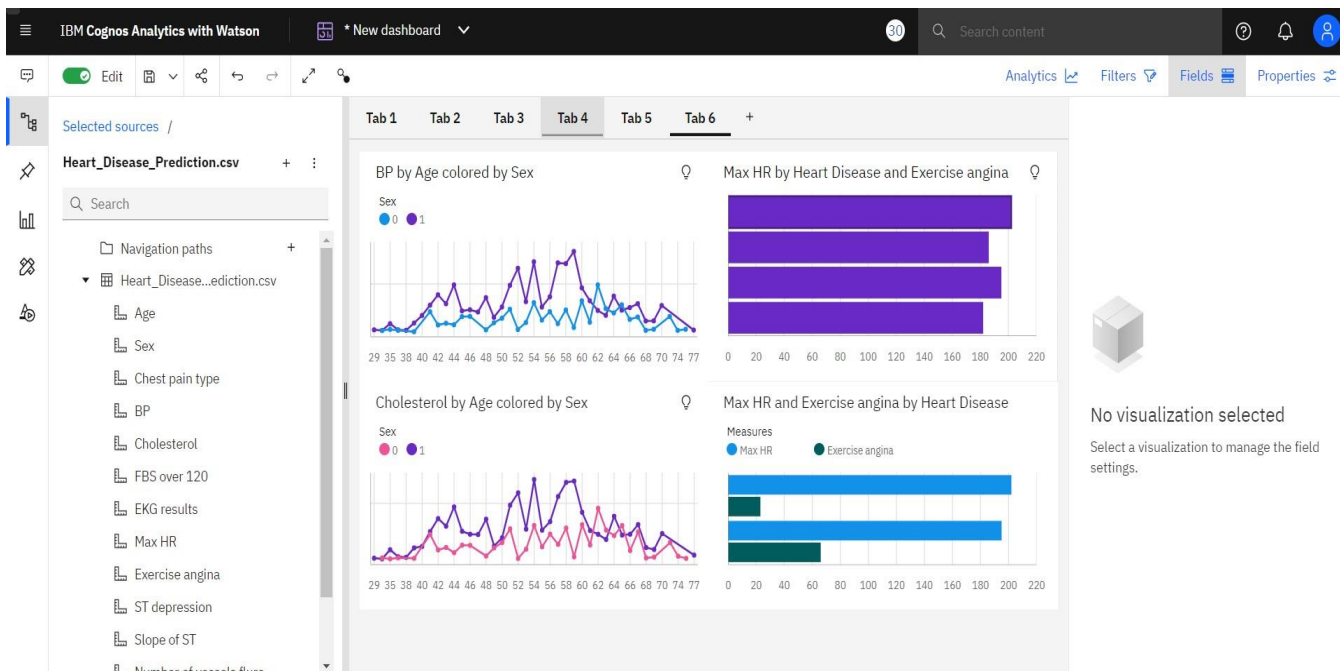 IBM Cognos Analytics with Watson
* New dashboard
30
Search content
Edit
Analytics
Filters
Fields
Properties
Selected sources /
Heart_Disease_Prediction.csv
Search
Navigation paths
Heart_Disease...ediction.csv
Age
Sex
Chest pain type
BP
Cholesterol
FBS over 120
EKG results
Max HR
Exercise angina
ST depression
Slope of ST
Tab 1 Tab 2 Tab 3 Tab 4 Tab 5 Tab 6 +
BP by Age colored by Sex
Sex
0 1
29 35 38 40 42 44 46 48 50 52 54 56 58 60 62 64 66 68 70 74 77
Max HR by Heart Disease and Exercise angina
0 20 40 60 80 100 120 140 160 180 200 220
Cholesterol by Age colored by Sex
Sex
0 1
29 35 38 40 42 44 46 48 50 52 54 56 58 60 62 64 66 68 70 74 77
Max HR and Exercise angina by Heart Disease
Measures
Max HR Exercise angina
0 20 40 60 80 100 120 140 160 180 200 220
No visualization selected
Select a visualization to manage the field
settings.